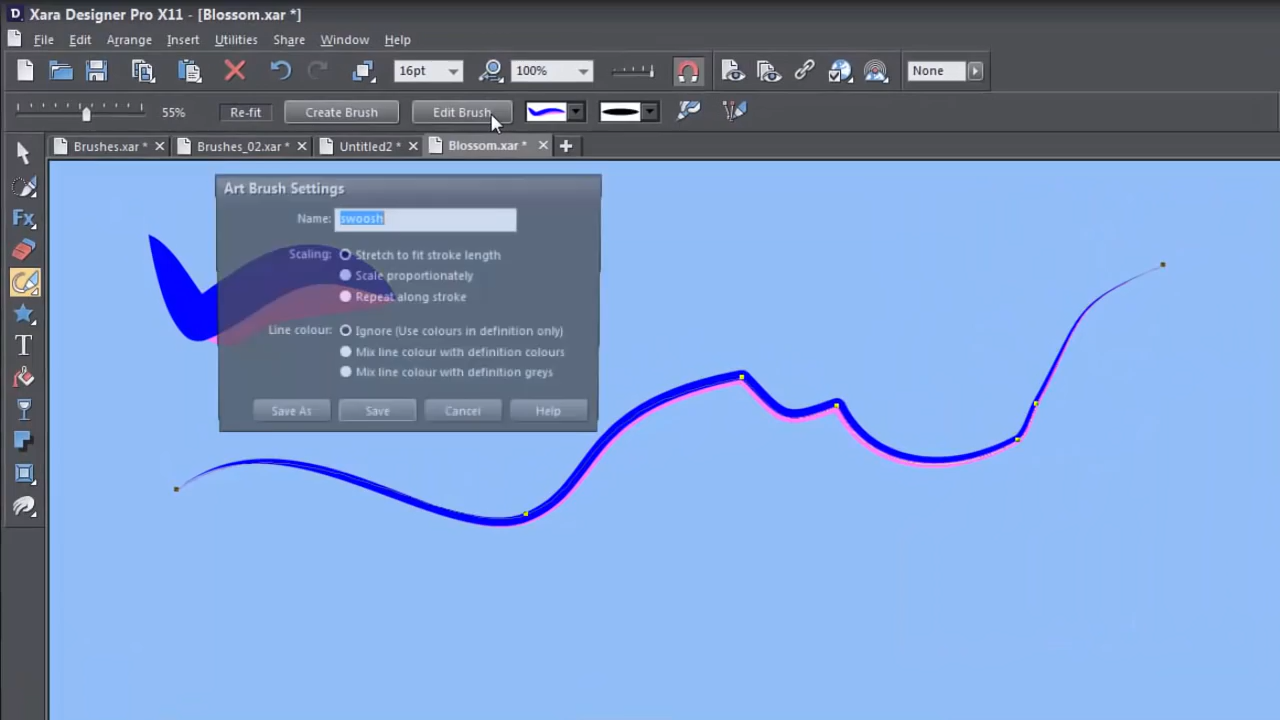 Xara Designer Pro X11 - [Blossom.xar *]
File Edit Arrange Insert Utilities Share Window Help
16pt 100% None
55% Re-fit Create Brush Edit Brush
Brushes.xar * Brushes_02.xar * Untitled2 * Blossom.xar *
Art Brush Settings
Name: swoosh
Scaling: Stretch to fit stroke length
Scale proportionately
Repeat along stroke
Line colour: Ignore (Use colours in definition only)
Mix line colour with definition colours
Mix line colour with definition greys
Save As Save Cancel Help
Fx
T